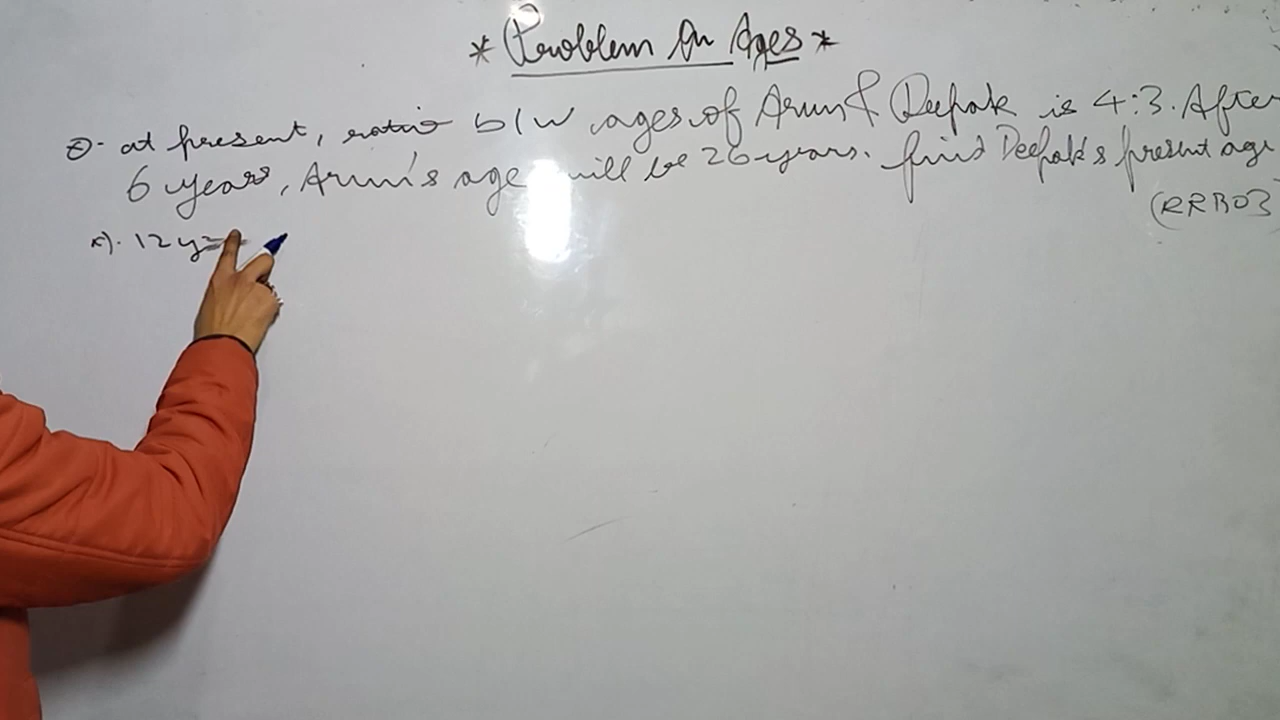 * Problem On Ages *
Q- at present, ratio b/w ages of Arun & Deepak is 4:3. After
6 years, Arun's age will be 26 years. find Deepak's present age
(RRB03)
12 y